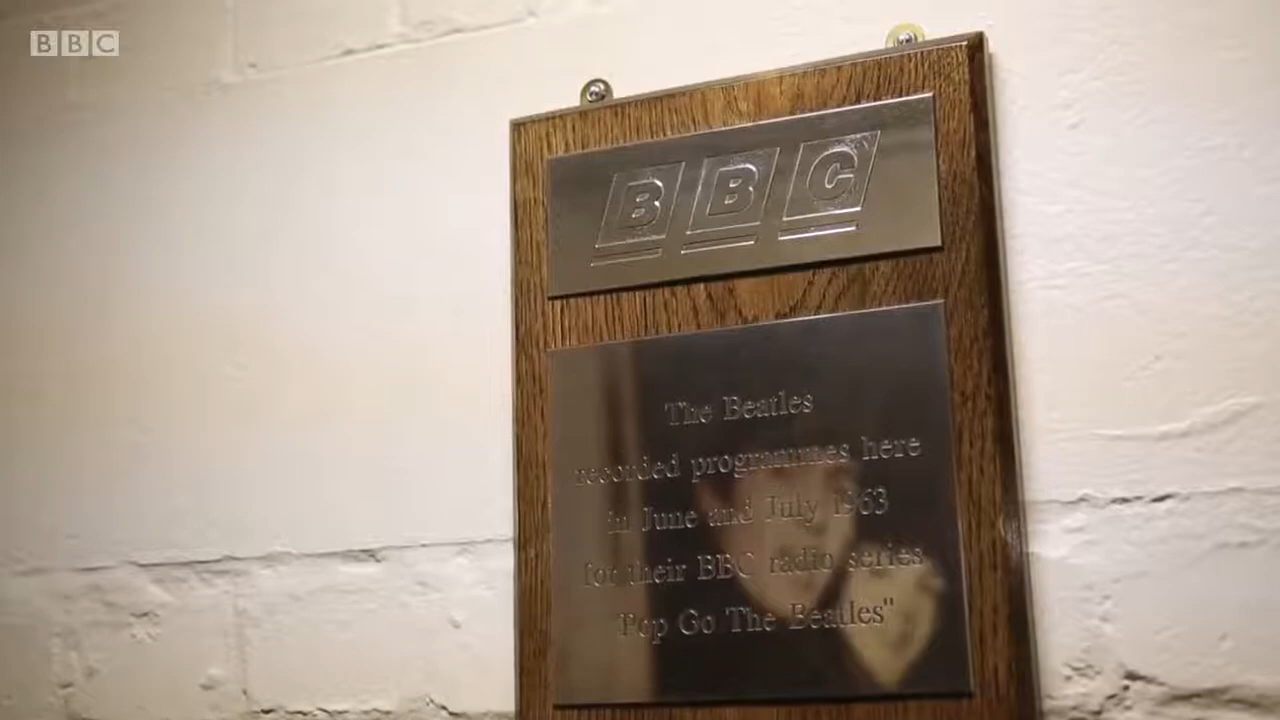 BBC
BBC
The Beatles
recorded programmes here
in June and July 1963
for their BBC radio series
Pop Go The Beatles"